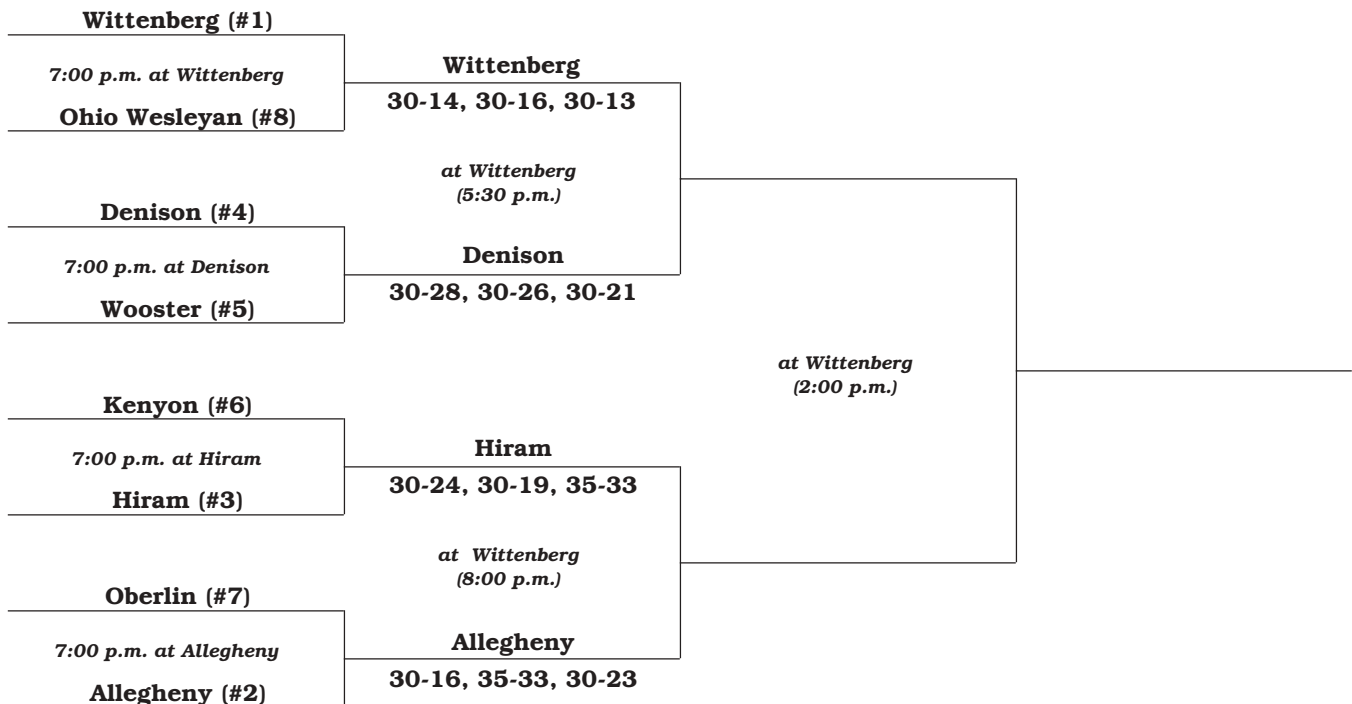 Wittenberg (#1)
7:00 p.m. at Wittenberg
Ohio Wesleyan (#8)
Wittenberg
30-14, 30-16, 30-13
at Wittenberg
(5:30 p.m.)
Denison (#4)
7:00 p.m. at Denison
Wooster (#5)
Denison
30-28, 30-26, 30-21
at Wittenberg
(2:00 p.m.)
Kenyon (#6)
7:00 p.m. at Hiram
Hiram (#3)
Hiram
30-24, 30-19, 35-33
at Wittenberg
(8:00 p.m.)
Oberlin (#7)
7:00 p.m. at Allegheny
Allegheny (#2)
Allegheny
30-16, 35-33, 30-23